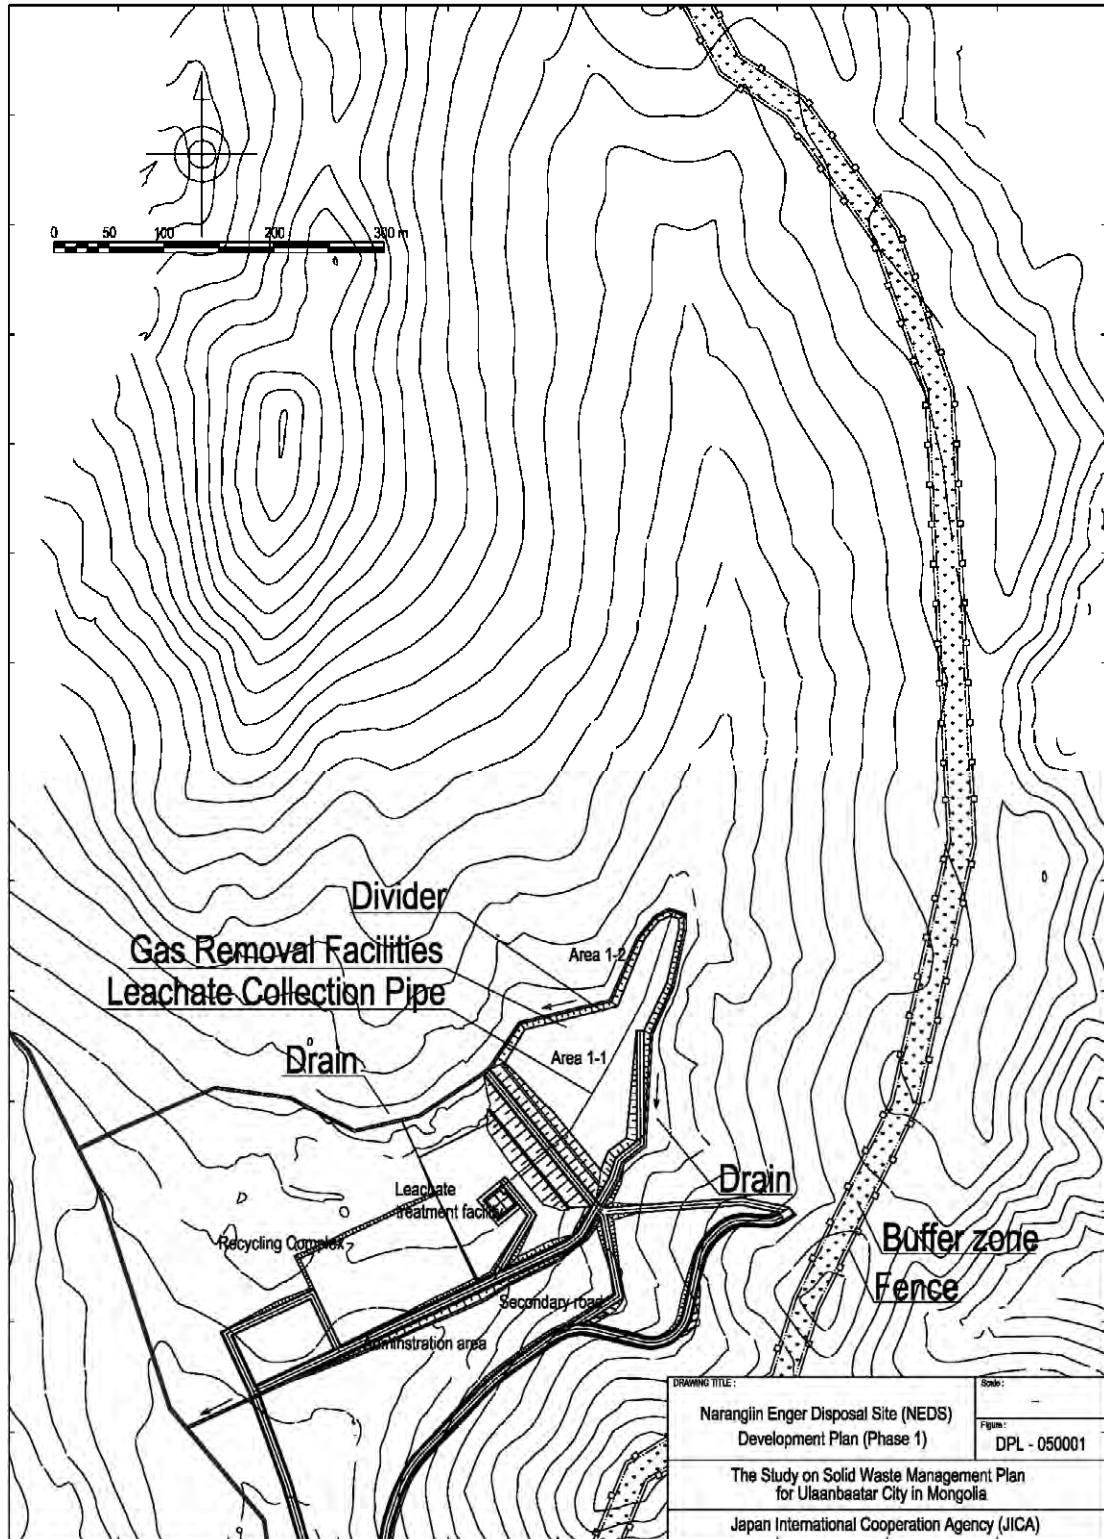 0 50 100 200 300 m
Divider
Gas Removal Facilities
Area 1-2
Leachate Collection Pipe
Drain
Area 1-1
Leachate
treatment facility
Drain
Recycling Complex
Buffer zone
Fence
Secondary road
Adminstration area
DRAWING TITLE :
Scale :
–
Narangiin Enger Disposal Site (NEDS)
Development Plan (Phase 1)
Figure :
DPL - 050001
The Study on Solid Waste Management Plan
for Ulaanbaatar City in Mongolia
Japan International Cooperation Agency (JICA)